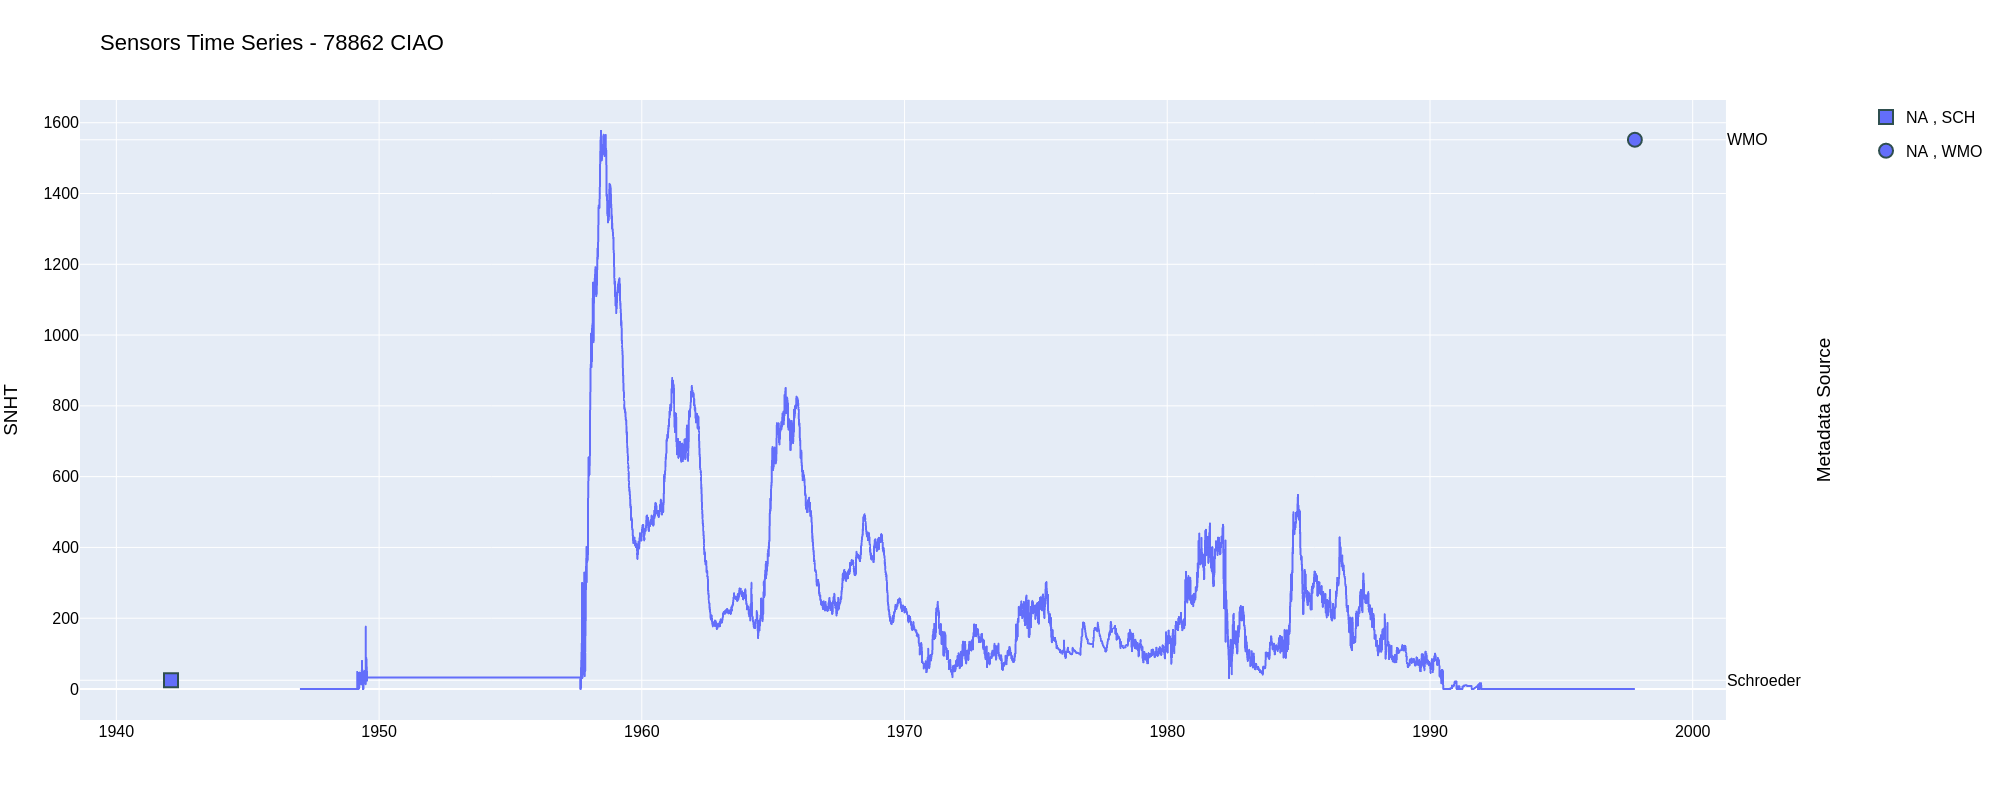 Sensors Time Series - 78862 CIAO
SNHT
1600
1400
1200
1000
800
600
400
200
0
1940
1950
1960
1970
1980
1990
2000
WMO
Schroeder
Metadata Source
NA , SCH
NA , WMO